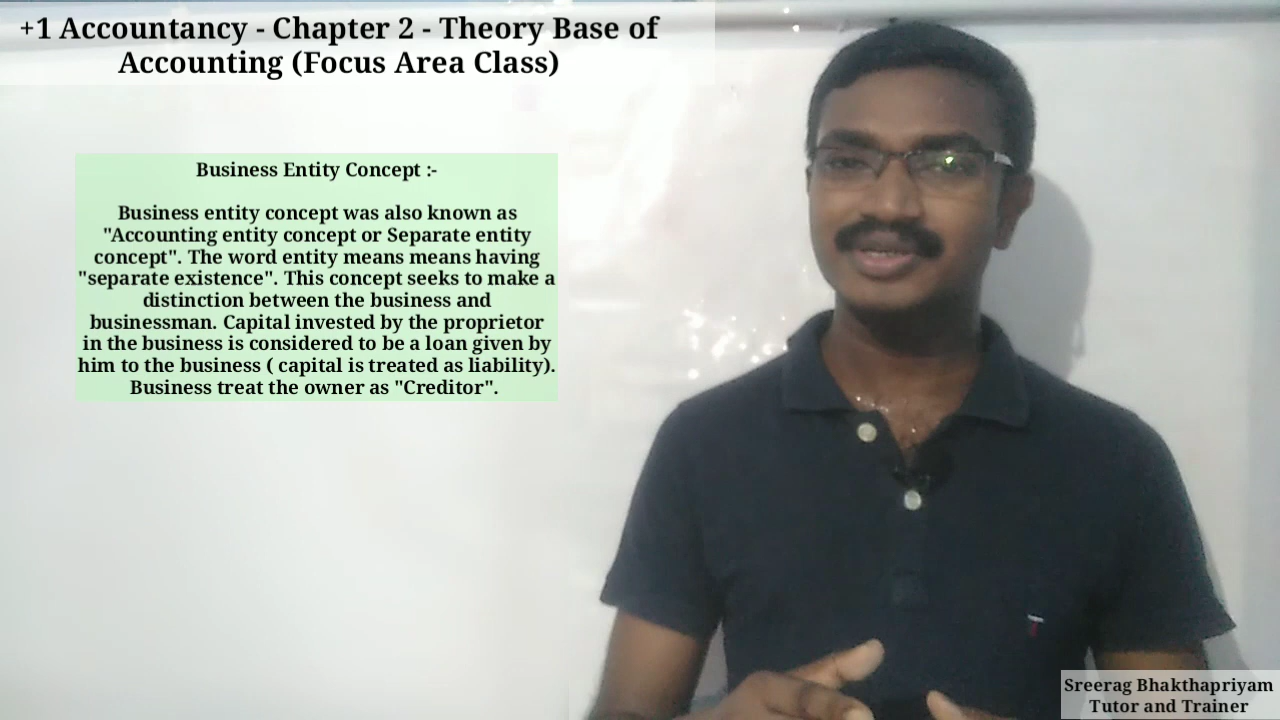 +1 Accountancy - Chapter 2 - Theory Base of
Accounting (Focus Area Class)
Business Entity Concept :-
Business entity concept was also known as
"Accounting entity concept or Separate entity
concept". The word entity means means having
"separate existence". This concept seeks to make a
distinction between the business and
businessman. Capital invested by the proprietor
in the business is considered to be a loan given by
him to the business ( capital is treated as liability).
Business treat the owner as "Creditor".
Sreerag Bhakthapriyam
Tutor and Trainer